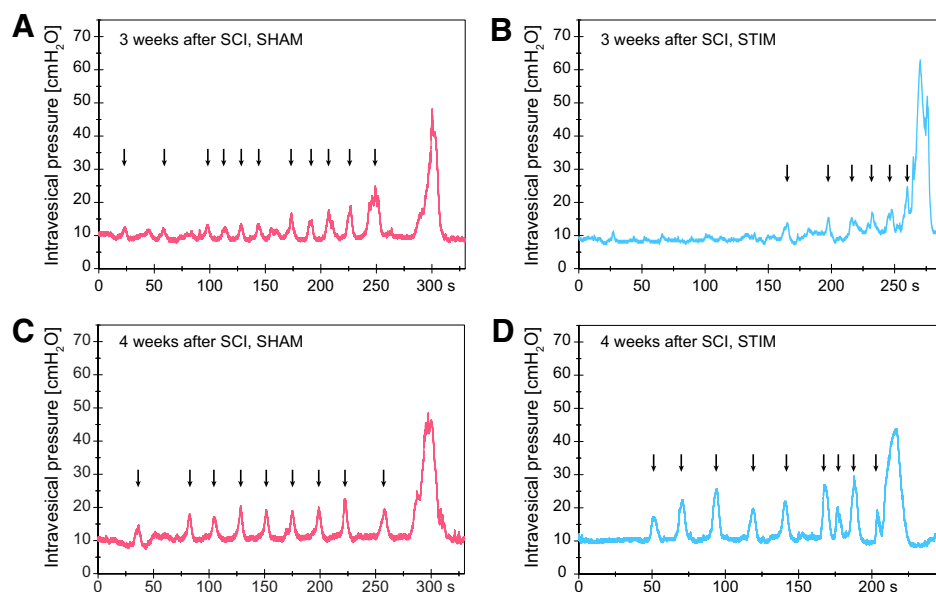 A
3 weeks after SCI, SHAM
Intravesical pressure [cmH₂O]
70
60
50
40
30
20
10
0
0 50 100 150 200 250 300 s
B
3 weeks after SCI, STIM
Intravesical pressure [cmH₂O]
70
60
50
40
30
20
10
0
0 50 100 150 200 250 s
C
4 weeks after SCI, SHAM
Intravesical pressure [cmH₂O]
70
60
50
40
30
20
10
0
0 50 100 150 200 250 300 s
D
4 weeks after SCI, STIM
Intravesical pressure [cmH₂O]
70
60
50
40
30
20
10
0
0 50 100 150 200 s